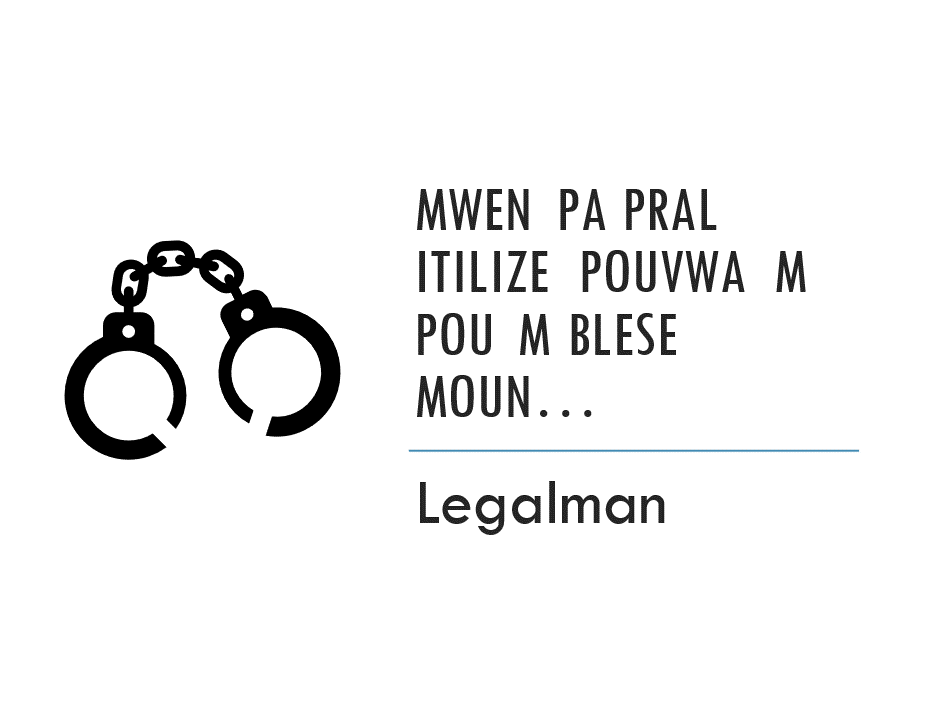 MWEN PA PRAL
ITILIZE POUVWA M
POU M BLESE
MOUN...
Legalman